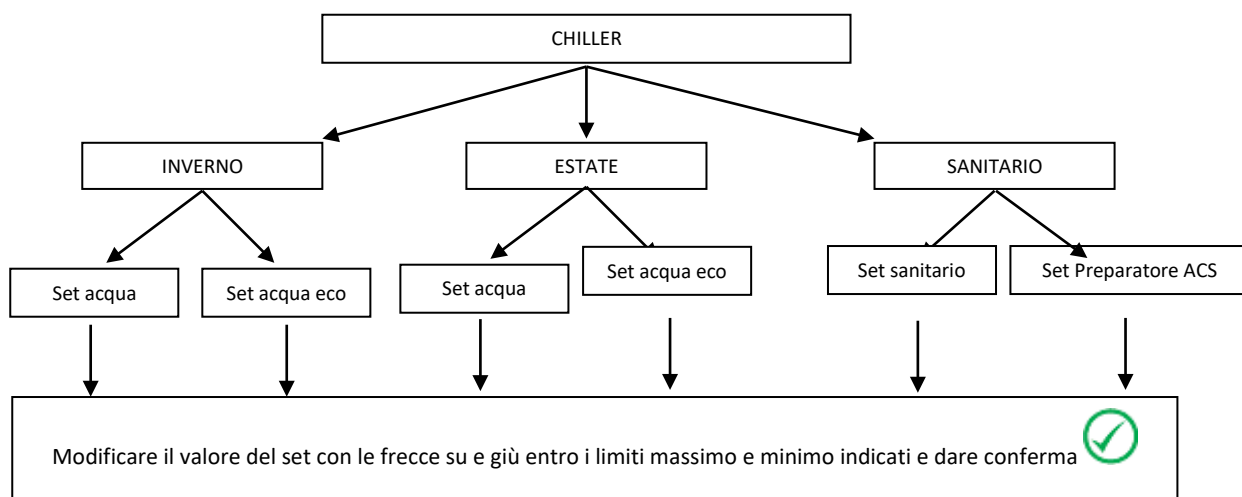 CHILLER
INVERNO
ESTATE
SANITARIO
Set acqua
Set acqua eco
Set acqua
Set acqua eco
Set sanitario
Set Preparatore ACS
Modificare il valore del set con le frecce su e giù entro i limiti massimo e minimo indicati e dare conferma